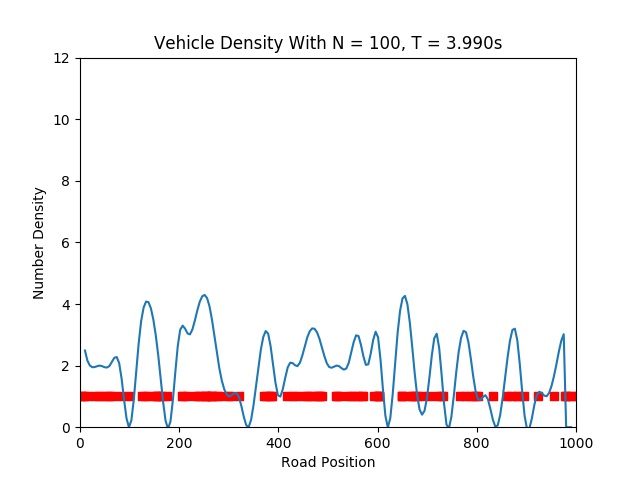 Vehicle Density With N = 100, T = 3.990s
12
10
8
6
4
2
0
Number Density
0 200 400 600 800 1000
Road Position